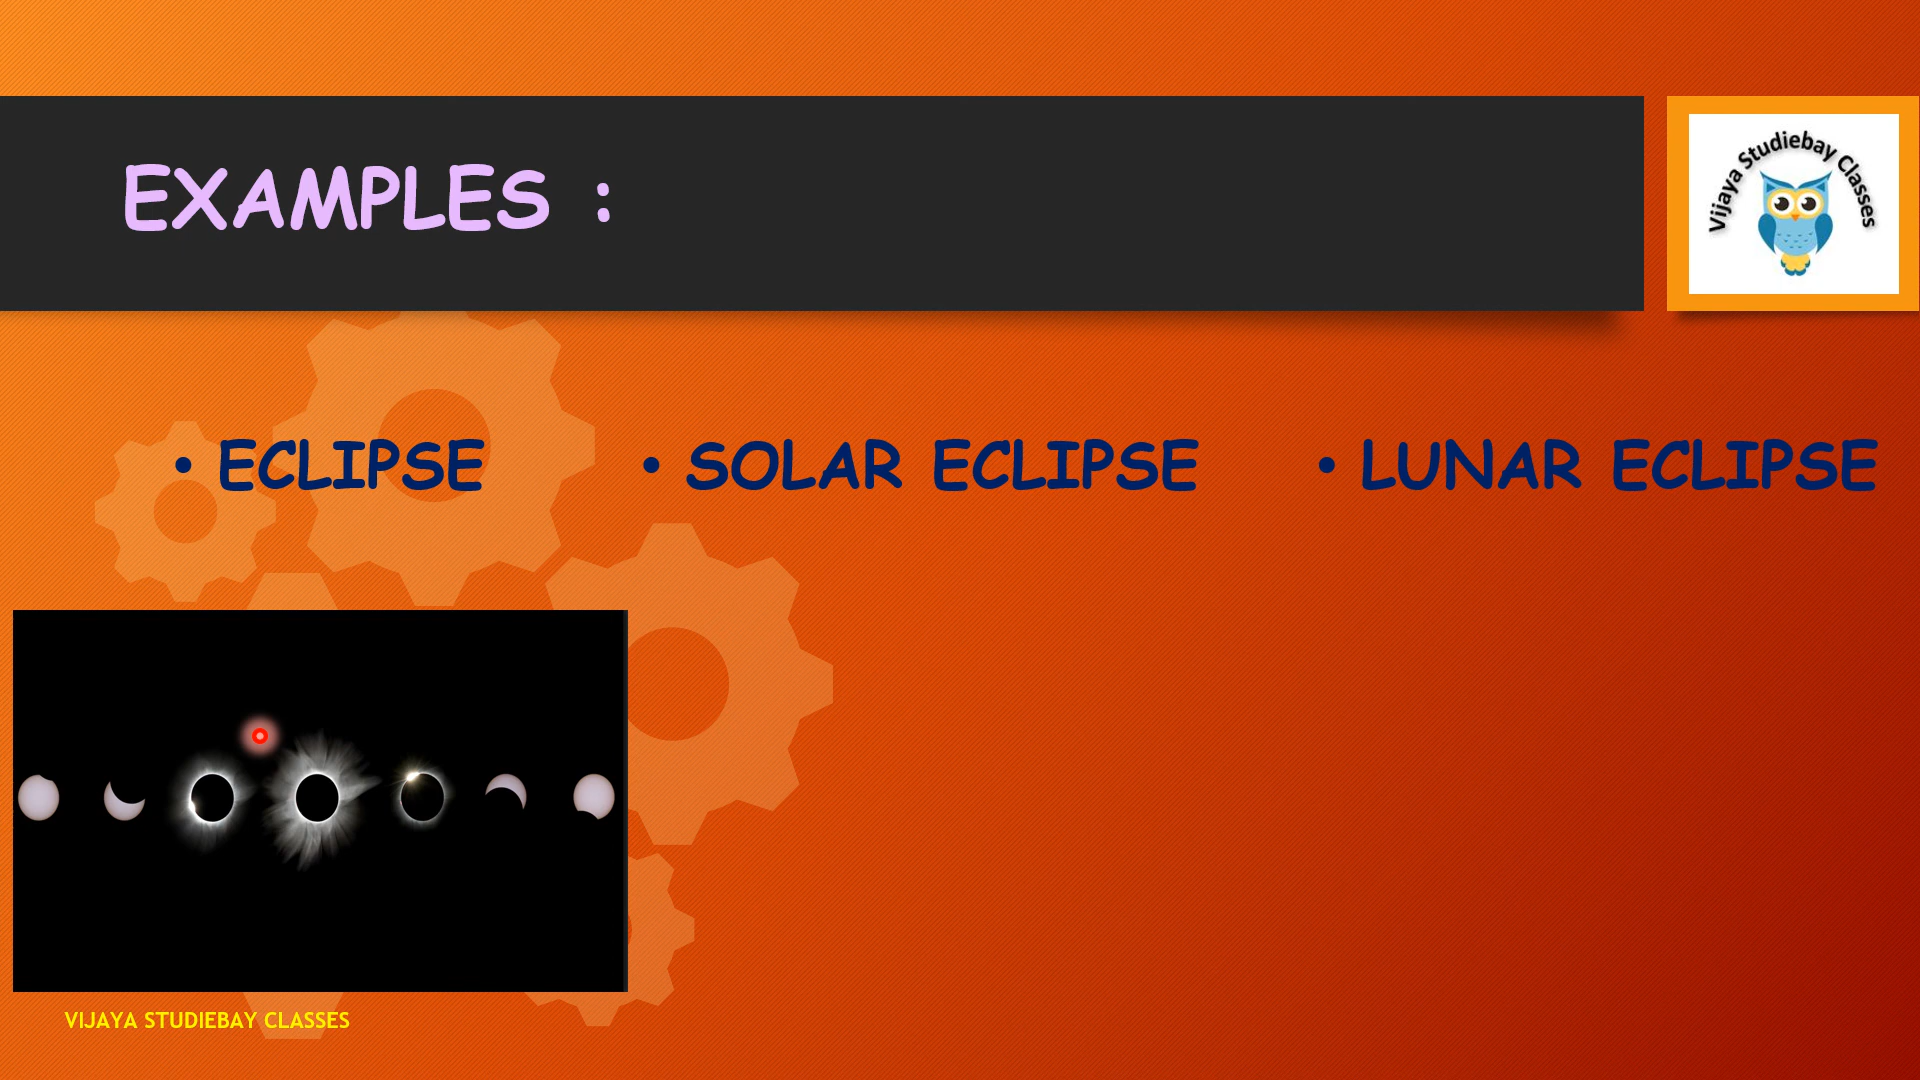 EXAMPLES :
Vijaya Studiebay Classes
• ECLIPSE
• SOLAR ECLIPSE
• LUNAR ECLIPSE
VIJAYA STUDIEBAY CLASSES